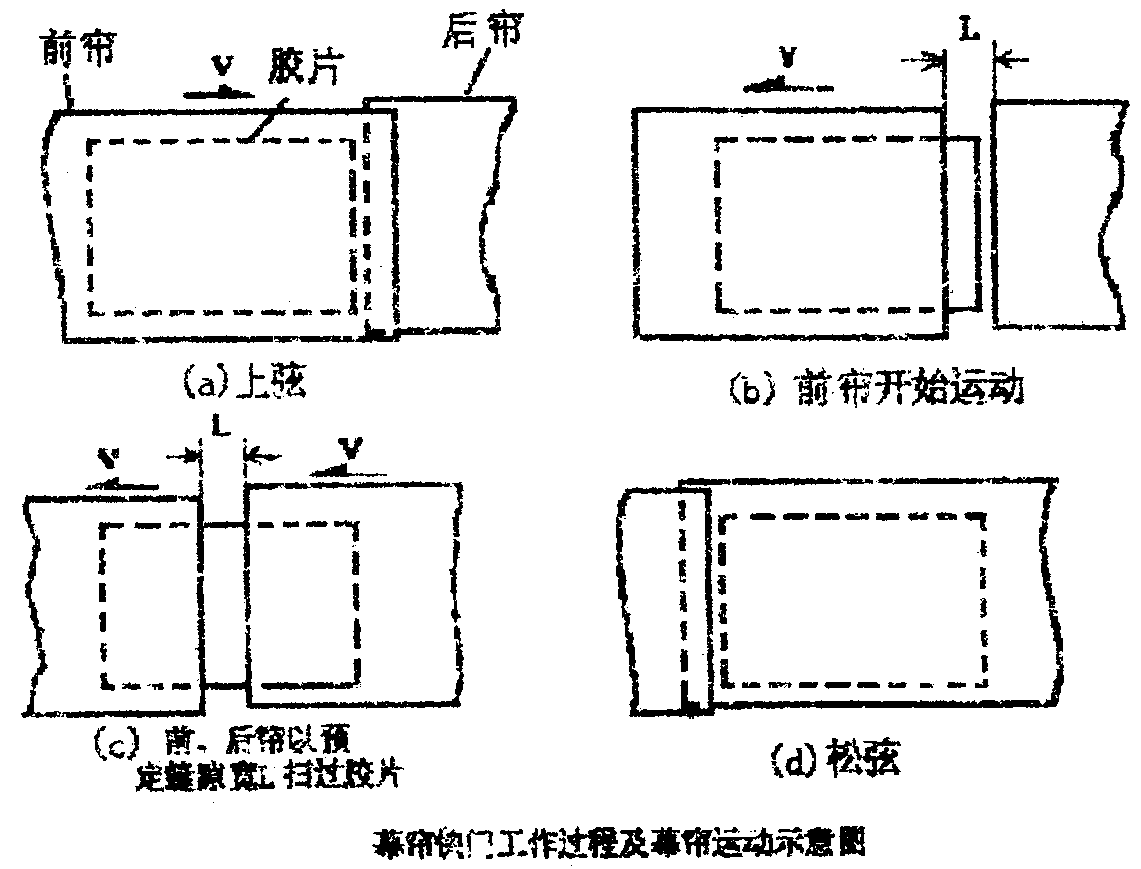 前帘
V
胶片
后帘
V
L
(a)上弦
(b) 前帘开始运动
V
L
V
(c) 前、后帘以预
定缝隙宽L扫过胶片
(d)松弦
幕帘快门工作过程及幕帘运动示意图